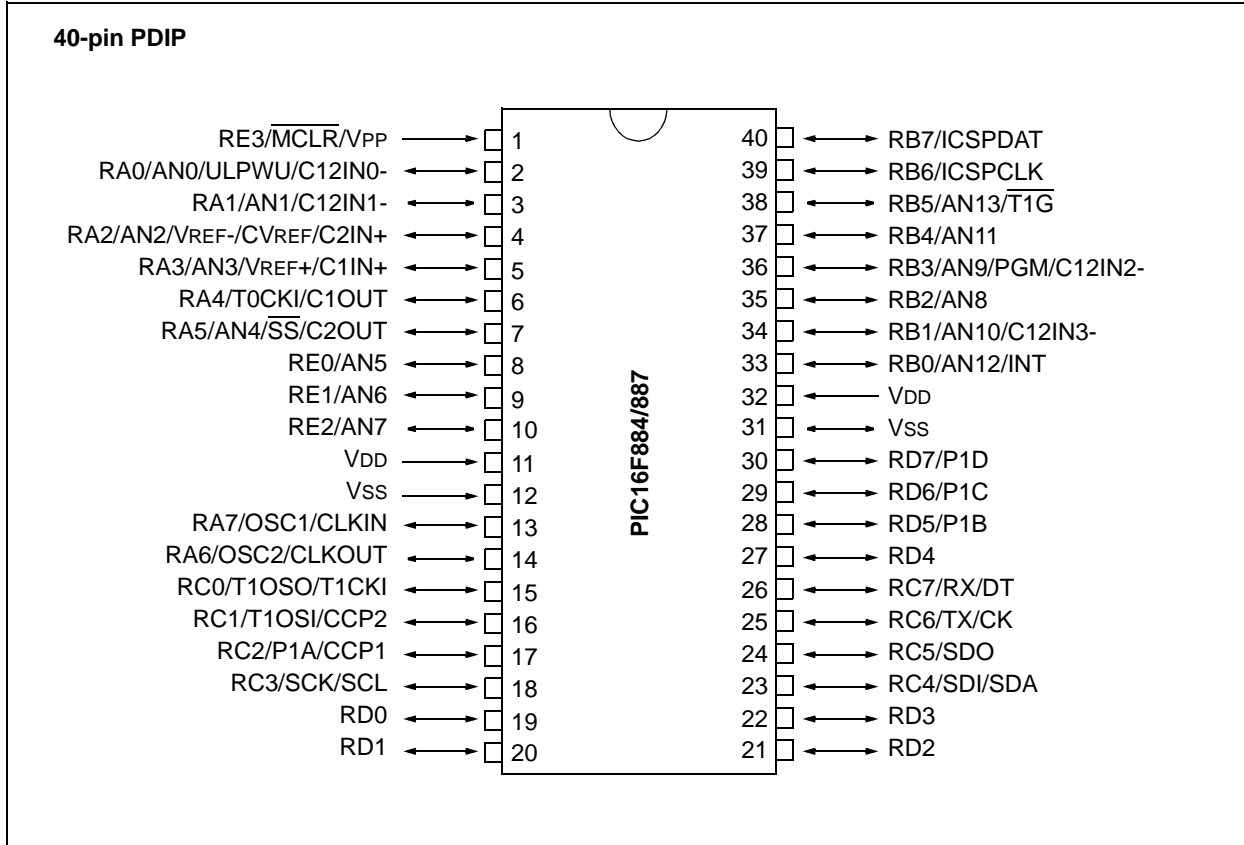 40-pin PDIP
RE3/MCLR/VPP 1 40 RB7/ICSPDAT
RA0/AN0/ULPWU/C12IN0- 2 39 RB6/ICSPCLK
RA1/AN1/C12IN1- 3 38 RB5/AN13/T1G
RA2/AN2/VREF-/CVREF/C2IN+ 4 37 RB4/AN11
RA3/AN3/VREF+/C1IN+ 5 36 RB3/AN9/PGM/C12IN2-
RA4/T0CKI/C1OUT 6 35 RB2/AN8
RA5/AN4/SS/C2OUT 7 34 RB1/AN10/C12IN3-
RE0/AN5 8 33 RB0/AN12/INT
RE1/AN6 9 32 VDD
RE2/AN7 10 31 VSS
VDD 11 30 RD7/P1D
VSS 12 29 RD6/P1C
RA7/OSC1/CLKIN 13 28 RD5/P1B
RA6/OSC2/CLKOUT 14 27 RD4
RC0/T1OSO/T1CKI 15 26 RC7/RX/DT
RC1/T1OSI/CCP2 16 25 RC6/TX/CK
RC2/P1A/CCP1 17 24 RC5/SDO
RC3/SCK/SCL 18 23 RC4/SDI/SDA
RD0 19 22 RD3
RD1 20 21 RD2
PIC16F884/887